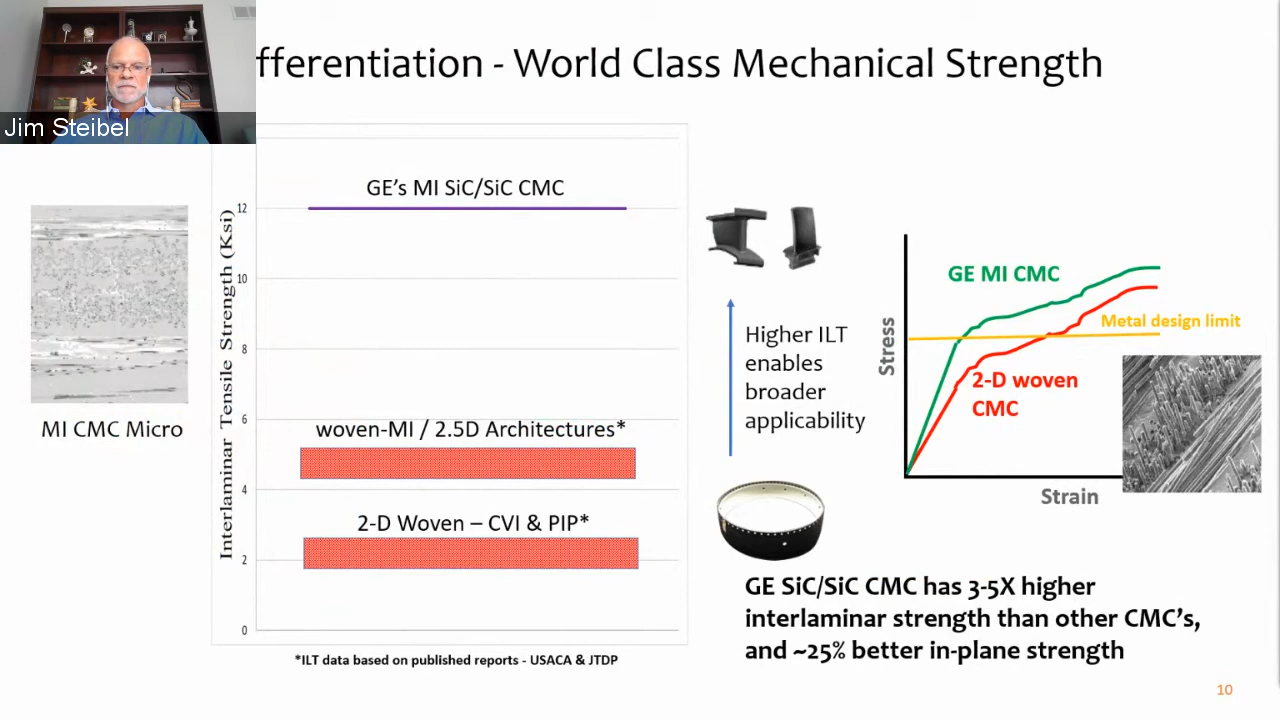 Jim Steibel
fferentiation - World Class Mechanical Strength
MI CMC Micro
Interlaminar Tensile Strength (Ksi)
12
10
8
6
4
2
0
GE's MI SiC/SiC CMC
woven-MI / 2.5D Architectures*
2-D Woven – CVI & PIP*
*ILT data based on published reports - USACA & JTDP
Higher ILT
enables
broader
applicability
Stress
GE MI CMC
Metal design limit
2-D woven
CMC
Strain
GE SiC/SiC CMC has 3-5X higher
interlaminar strength than other CMC's,
and ~25% better in-plane strength
10